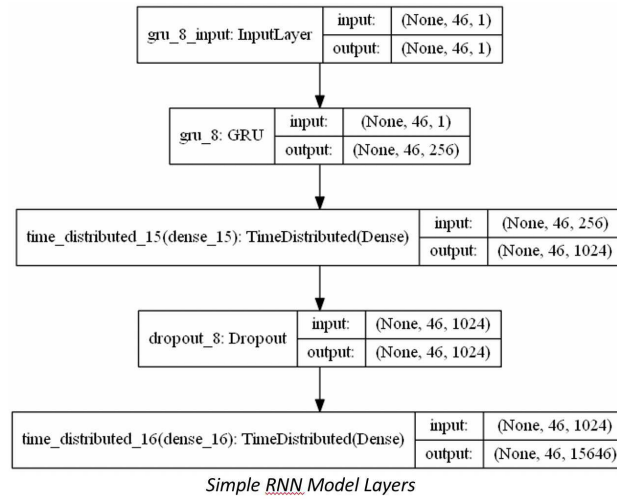 gru_8_input: InputLayer input: (None, 46, 1)
output: (None, 46, 1)
gru_8: GRU input: (None, 46, 1)
output: (None, 46, 256)
time_distributed_15(dense_15): TimeDistributed(Dense) input: (None, 46, 256)
output: (None, 46, 1024)
dropout_8: Dropout input: (None, 46, 1024)
output: (None, 46, 1024)
time_distributed_16(dense_16): TimeDistributed(Dense) input: (None, 46, 1024)
output: (None, 46, 15646)
Simple RNN Model Layers